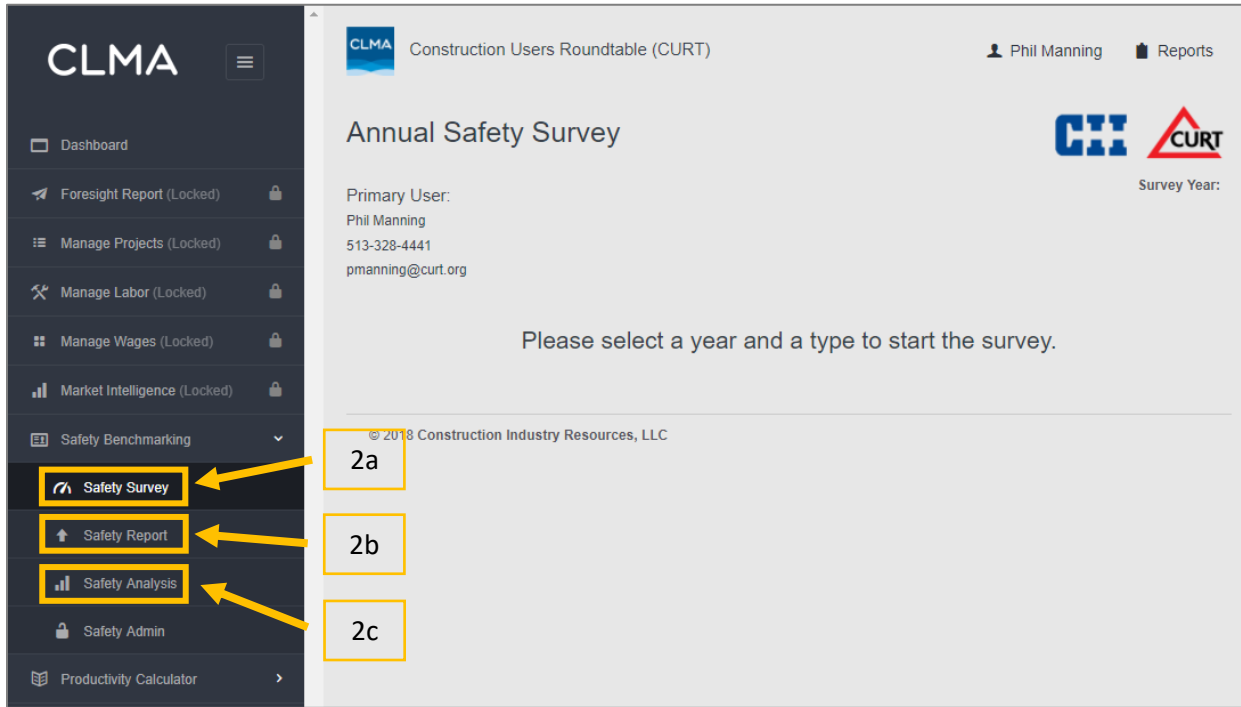 CLMA
Dashboard
Foresight Report (Locked)
Manage Projects (Locked)
Manage Labor (Locked)
Manage Wages (Locked)
Market Intelligence (Locked)
Safety Benchmarking
Safety Survey
Safety Report
Safety Analysis
Safety Admin
Productivity Calculator
CLMA Construction Users Roundtable (CURT)
Phil Manning Reports
Annual Safety Survey
CII CURT
Survey Year:
Primary User:
Phil Manning
513-328-4441
pmanning@curt.org
Please select a year and a type to start the survey.
© 2018 Construction Industry Resources, LLC
2a
2b
2c